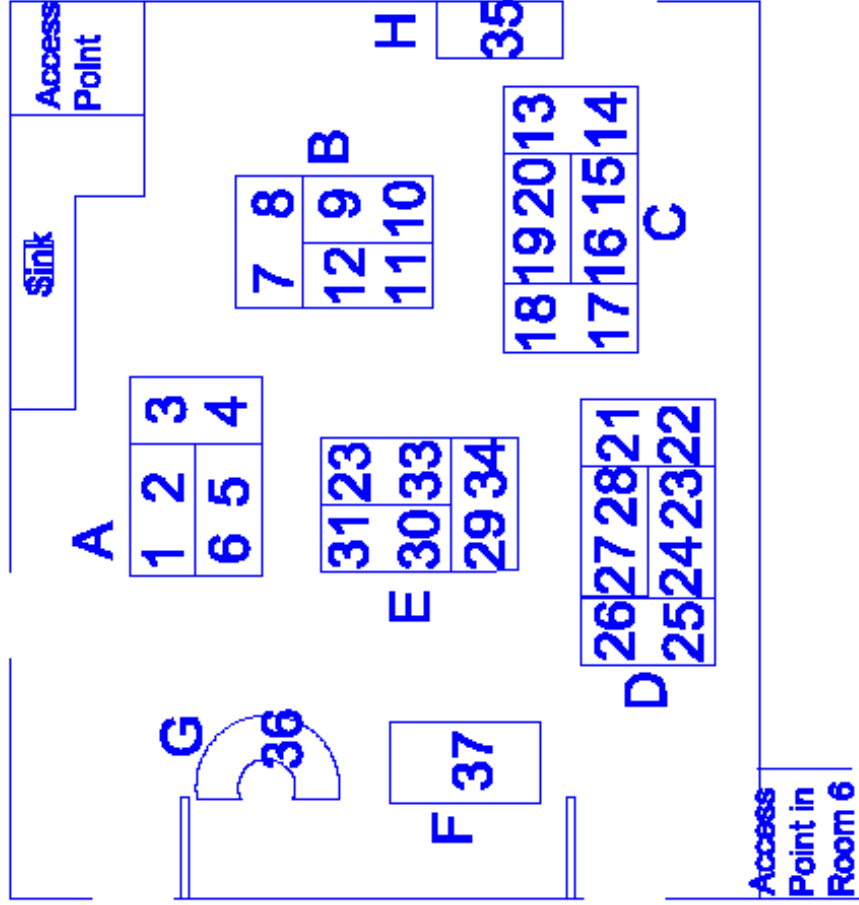 Access
Point
Sink
A
1 2 3
6 5 4
G
36
7 8
B
12 9
11 10
H
35
E
31 23
30 33
29 34
F
37
18 19 20 13
17 16 15 14
C
26 27 28 21
25 24 23 22
D
Access
Point in
Room 6